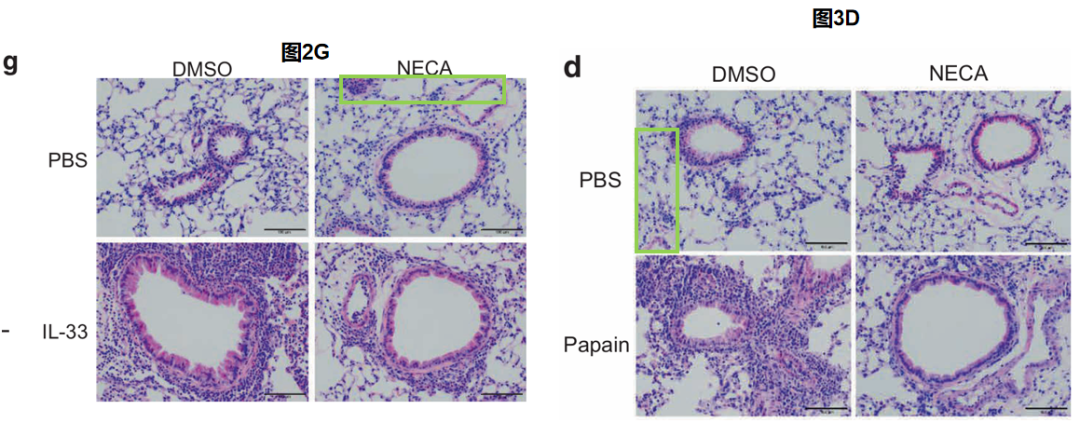 图3D
图2G
g
DMSO
NECA
PBS
IL-33
d
DMSO
NECA
PBS
Papain